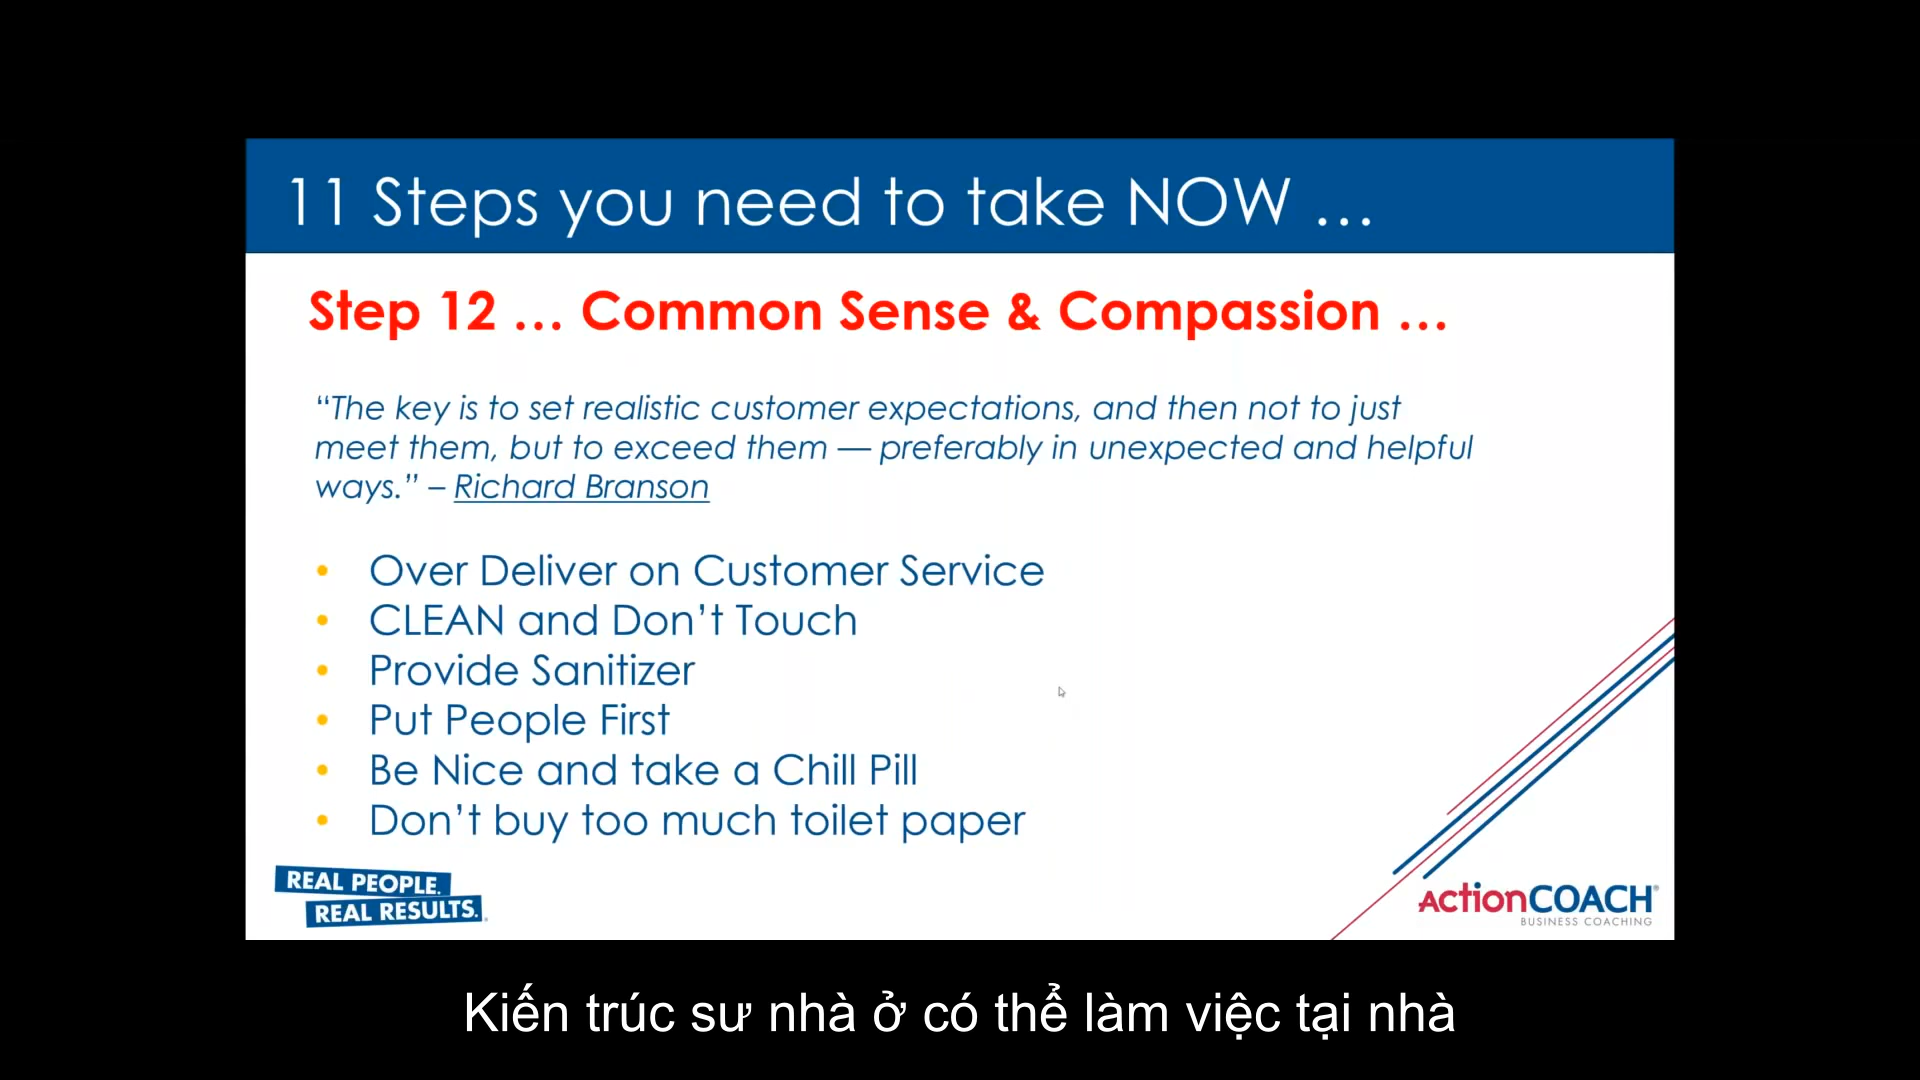 11 Steps you need to take NOW ...
Step 12 ... Common Sense & Compassion ...
“The key is to set realistic customer expectations, and then not to just
meet them, but to exceed them — preferably in unexpected and helpful
ways.” – Richard Branson
• Over Deliver on Customer Service
• CLEAN and Don’t Touch
• Provide Sanitizer
• Put People First
• Be Nice and take a Chill Pill
• Don’t buy too much toilet paper
REAL PEOPLE.
REAL RESULTS.
ActionCOACH®
BUSINESS COACHING
Kiến trúc sư nhà ở có thể làm việc tại nhà